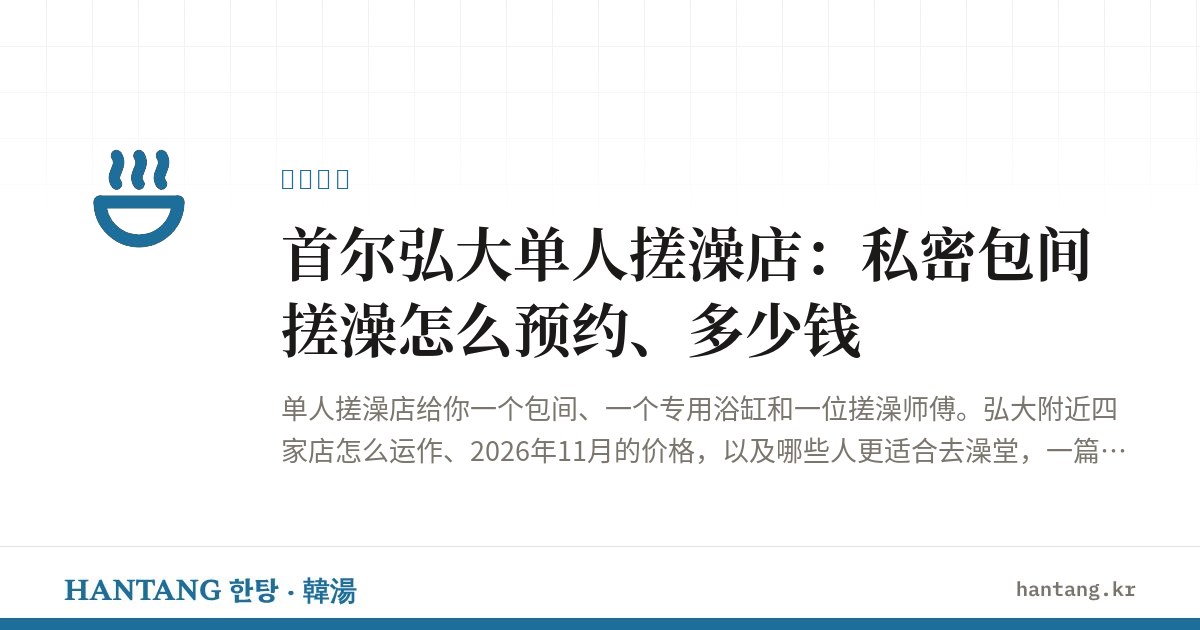 首尔弘大单人搓澡店：私密包间
搓澡怎么预约、多少钱
单人搓澡店给你一个包间、一个专用浴缸和一位搓澡师傅。弘大附近四
家店怎么运作、2026年11月的价格，以及哪些人更适合去澡堂，一篇…
HANTANG 한탕 · 韓湯
hantang.kr